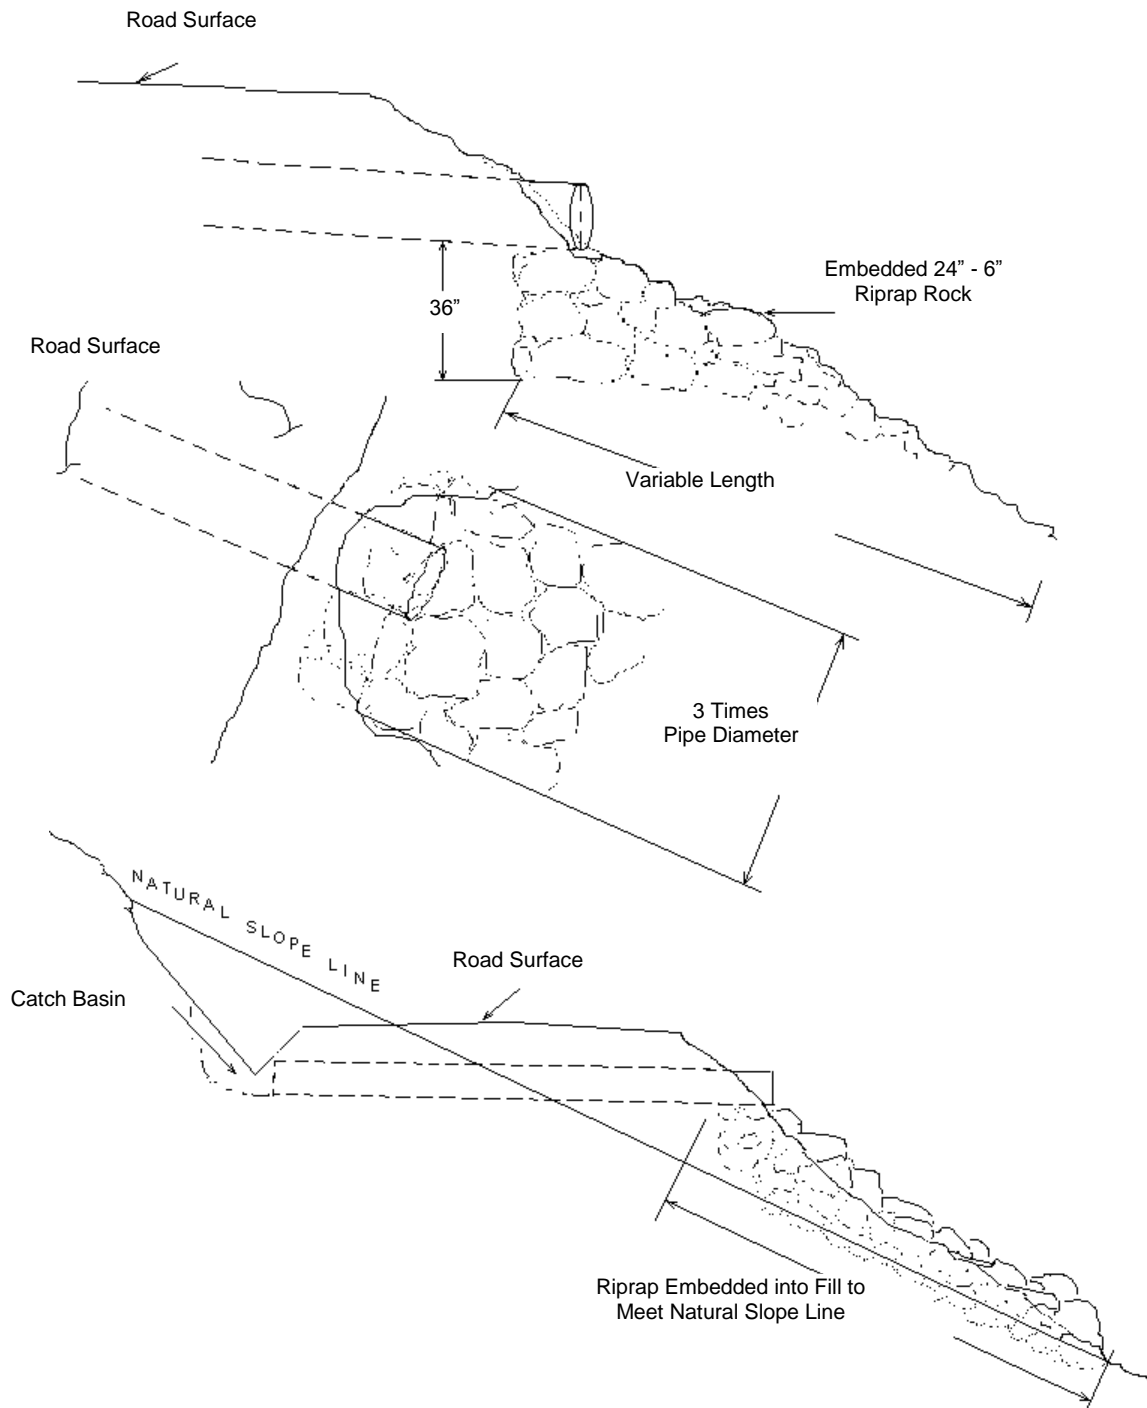 Road Surface
Embedded 24” - 6”
Riprap Rock
36”
Road Surface
Variable Length
3 Times
Pipe Diameter
NATURAL SLOPE LINE
Road Surface
Catch Basin
Riprap Embedded into Fill to
Meet Natural Slope Line